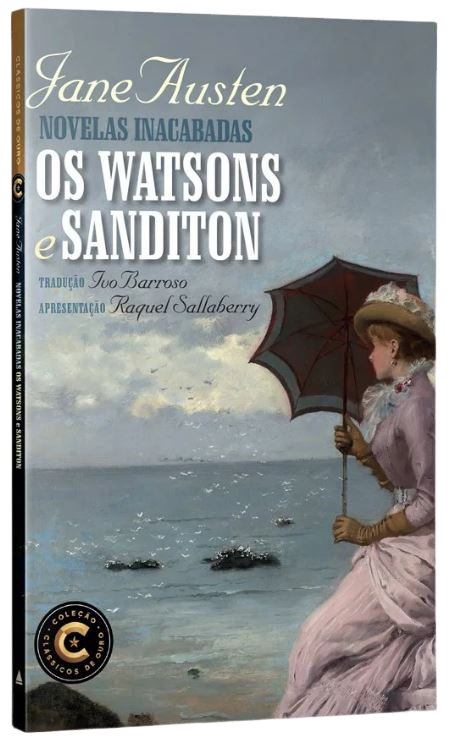 Jane Austen
NOVELAS INACABADAS
OS WATSONS
e SANDITON
TRADUÇÃO Ivo Barroso
APRESENTAÇÃO Raquel Sallaberry
COLEÇÃO
C
CLÁSSICOS DE OURO
CLÁSSICOS DE OURO
C
Jane Austen
NOVELAS INACABADAS OS WATSONS e SANDITON